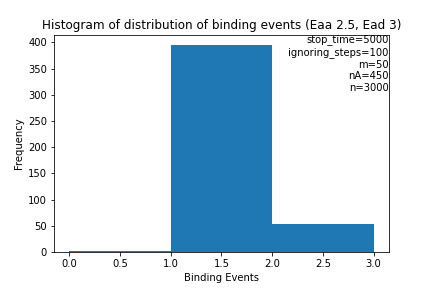 Histogram of distribution of binding events (Eaa 2.5, Ead 3)
stop_time=5000
ignoring_steps=100
m=50
nA=450
n=3000
400
350
300
250
200
150
100
50
0
Frequency
0.0 0.5 1.0 1.5 2.0 2.5 3.0
Binding Events